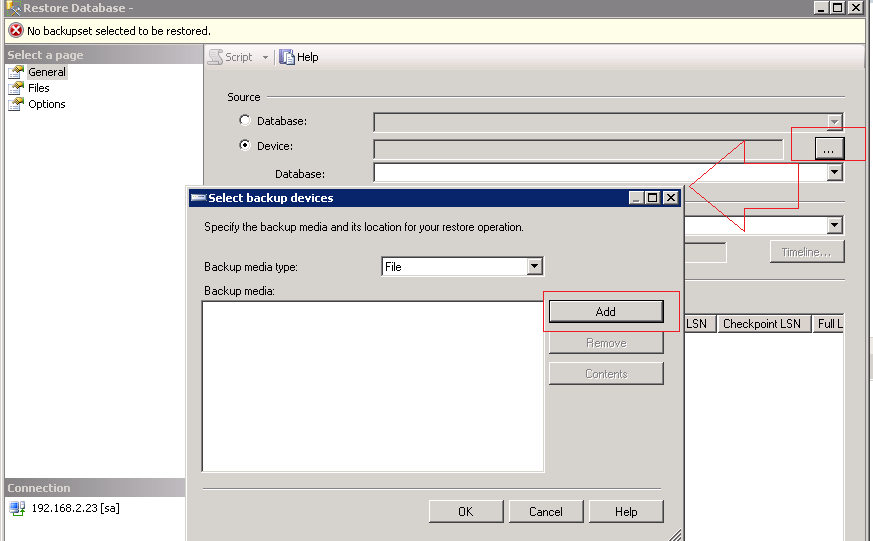 Restore Database -
No backupset selected to be restored.
Select a page
General
Files
Options
Script
Help
Source
Database:
Device:
...
Database:
Timeline...
LSN
Checkpoint LSN
Full L
Select backup devices
Specify the backup media and its location for your restore operation.
Backup media type:
File
Backup media:
Add
Remove
Contents
OK
Cancel
Help
Connection
192.168.2.23 [sa]